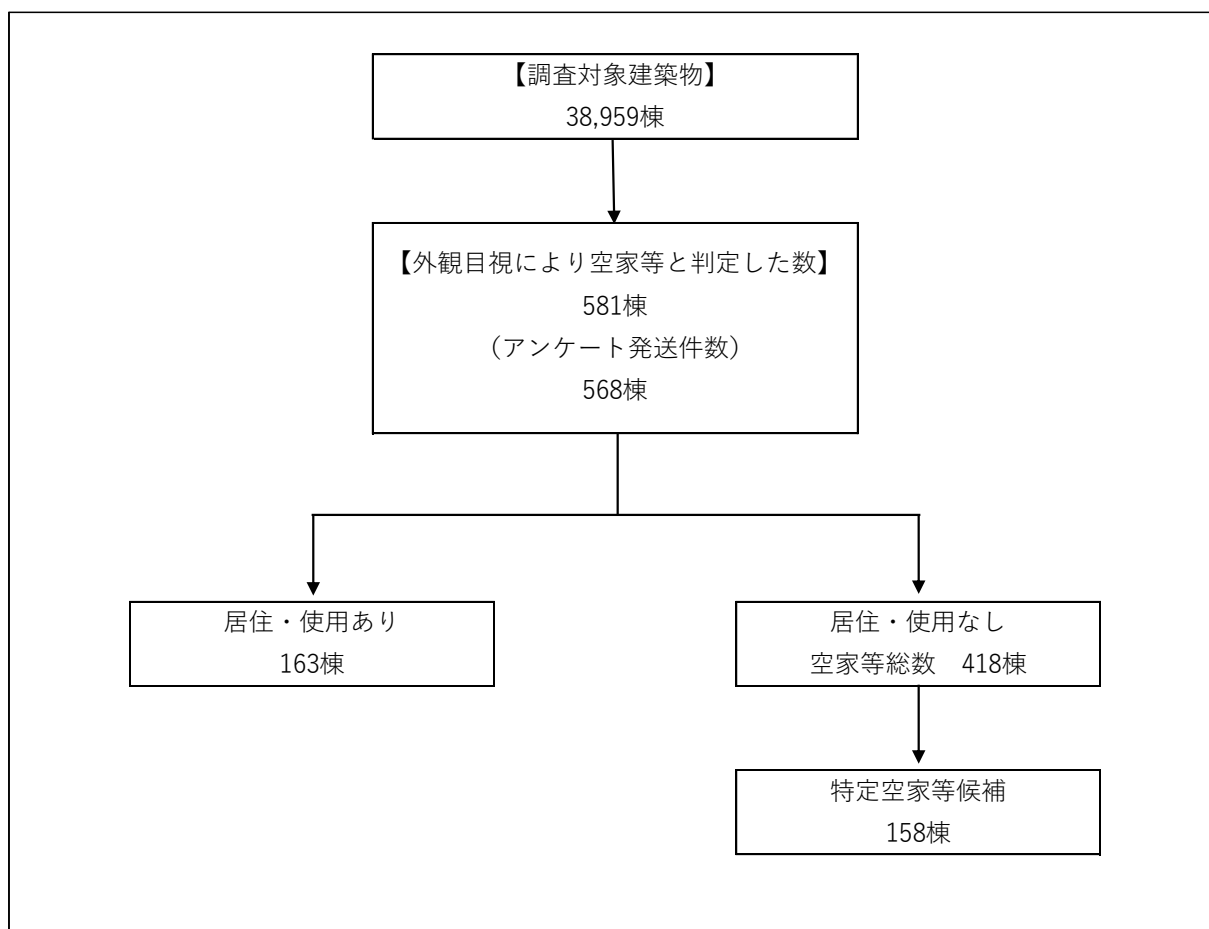 【調査対象建築物】
38,959棟
【外観目視により空家等と判定した数】
581棟
（アンケート発送件数）
568棟
居住・使用あり
163棟
居住・使用なし
空家等総数　418棟
特定空家等候補
158棟